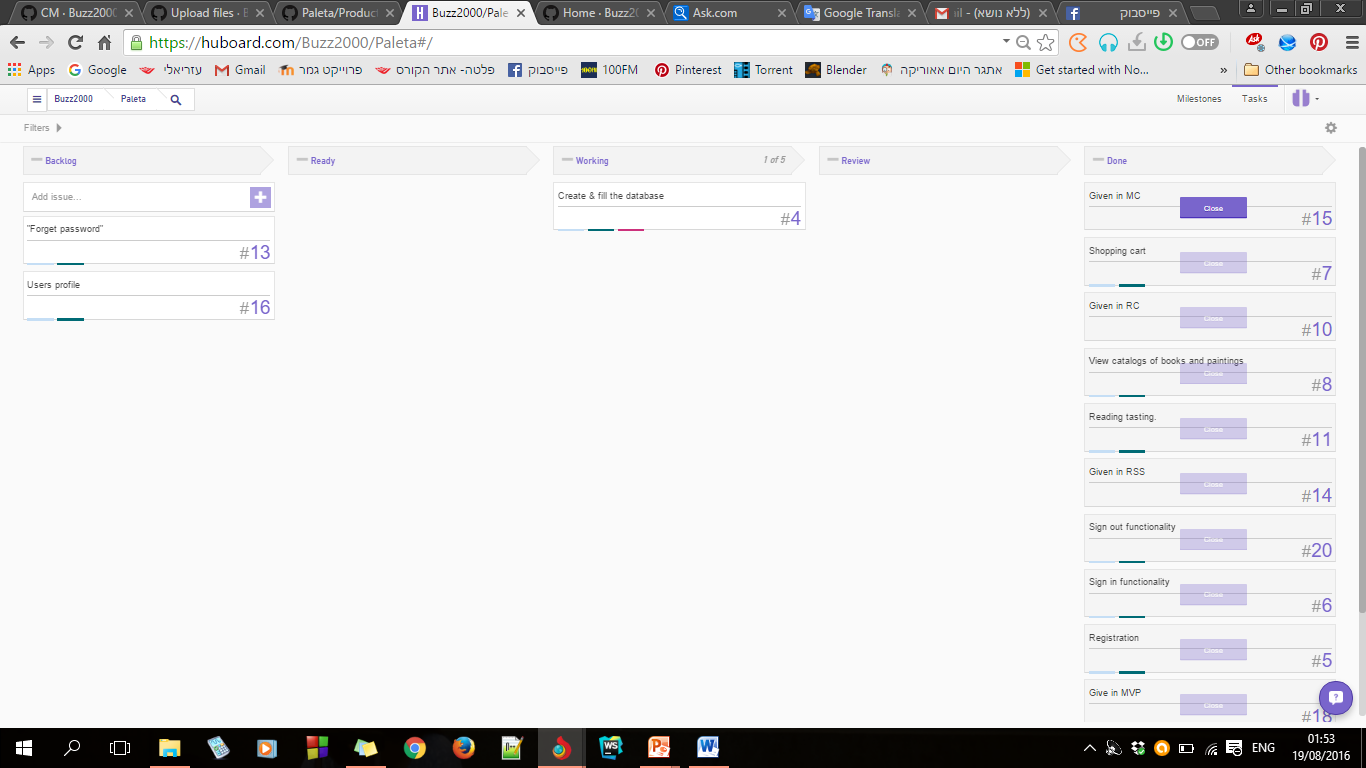 CM · Buzz2000
Upload files · B
Paleta/Product
Buzz2000/Pale
Home · Buzz2
Ask.com
Google Transla
(ללא נושא) -
פייסבוק
https://huboard.com/Buzz2000/Paleta#/
OFF
Ask
Apps
Google
עזריאלי
Gmail
פרוייקט גמר
פלטה- אתר הקורס
פייסבוק
100FM
Pinterest
Torrent
Blender
אתגר היום אאוריקה
Get started with No...
»
Other bookmarks
Buzz2000
Paleta
Milestones
Tasks
Filters
Backlog
Ready
Working
1 of 5
Review
Done
Add issue...
"Forget password"
#13
Users profile
#16
Create & fill the database
#4
Given in MC
Close
#15
Shopping cart
Close
#7
Given in RC
Close
#10
View catalogs of books and paintings
Close
#8
Reading tasting.
Close
#11
Given in RSS
Close
#14
Sign out functionality
Close
#20
Sign in functionality
Close
#6
Registration
Close
#5
Give in MVP
Close
#18
ENG
01:53
19/08/2016